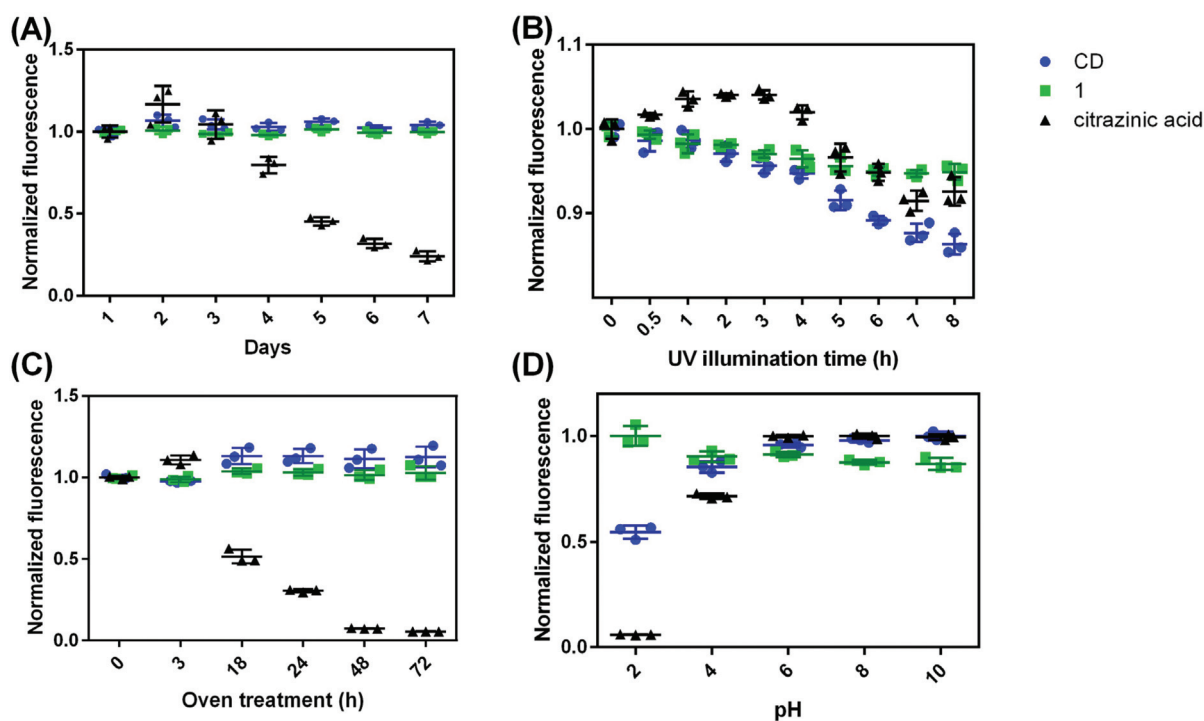 (A)
Normalized fluorescence
1.5
1.0
0.5
0.0
1 2 3 4 5 6 7
Days
(B)
Normalized fluorescence
1.1
1.0
0.9
0 0.5 1 2 3 4 5 6 7 8
UV illumination time (h)
CD
1
citrazinic acid
(C)
Normalized fluorescence
1.5
1.0
0.5
0.0
0 3 18 24 48 72
Oven treatment (h)
(D)
Normalized fluorescence
1.0
0.5
0.0
2 4 6 8 10
pH